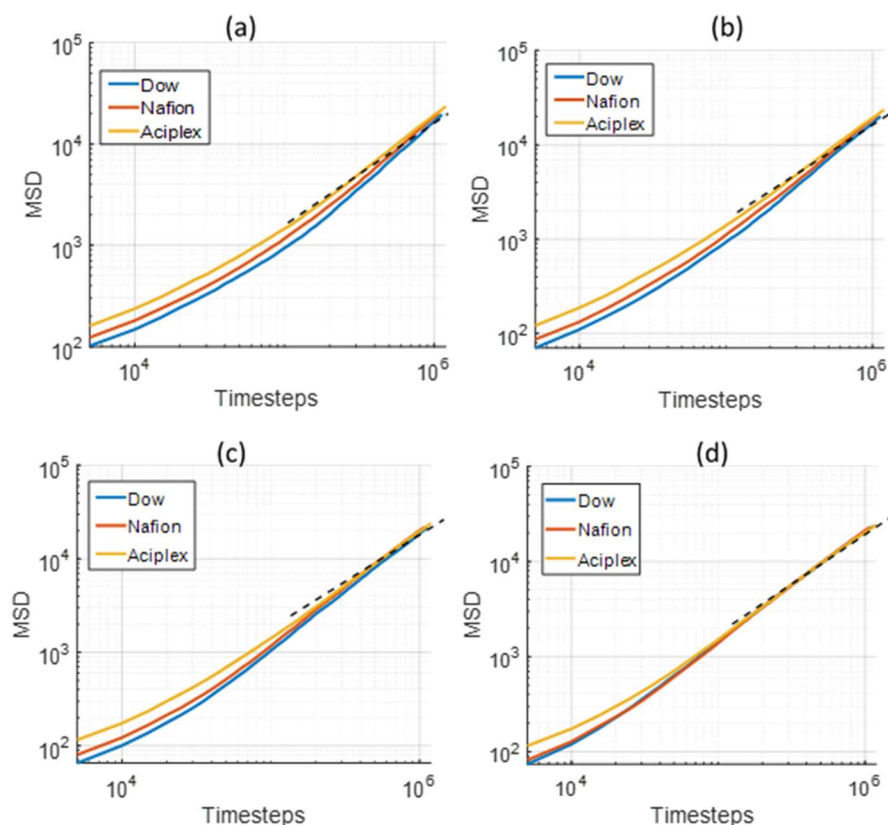 (a)
10^5
10^4
10^3
10^2
MSD
Dow
Nafion
Aciplex
10^4
10^6
Timesteps
(b)
10^5
10^4
10^3
10^2
MSD
Dow
Nafion
Aciplex
10^4
10^6
Timesteps
(c)
10^5
10^4
10^3
10^2
MSD
Dow
Nafion
Aciplex
10^4
10^6
Timesteps
(d)
10^5
10^4
10^3
10^2
MSD
Dow
Nafion
Aciplex
10^4
10^6
Timesteps